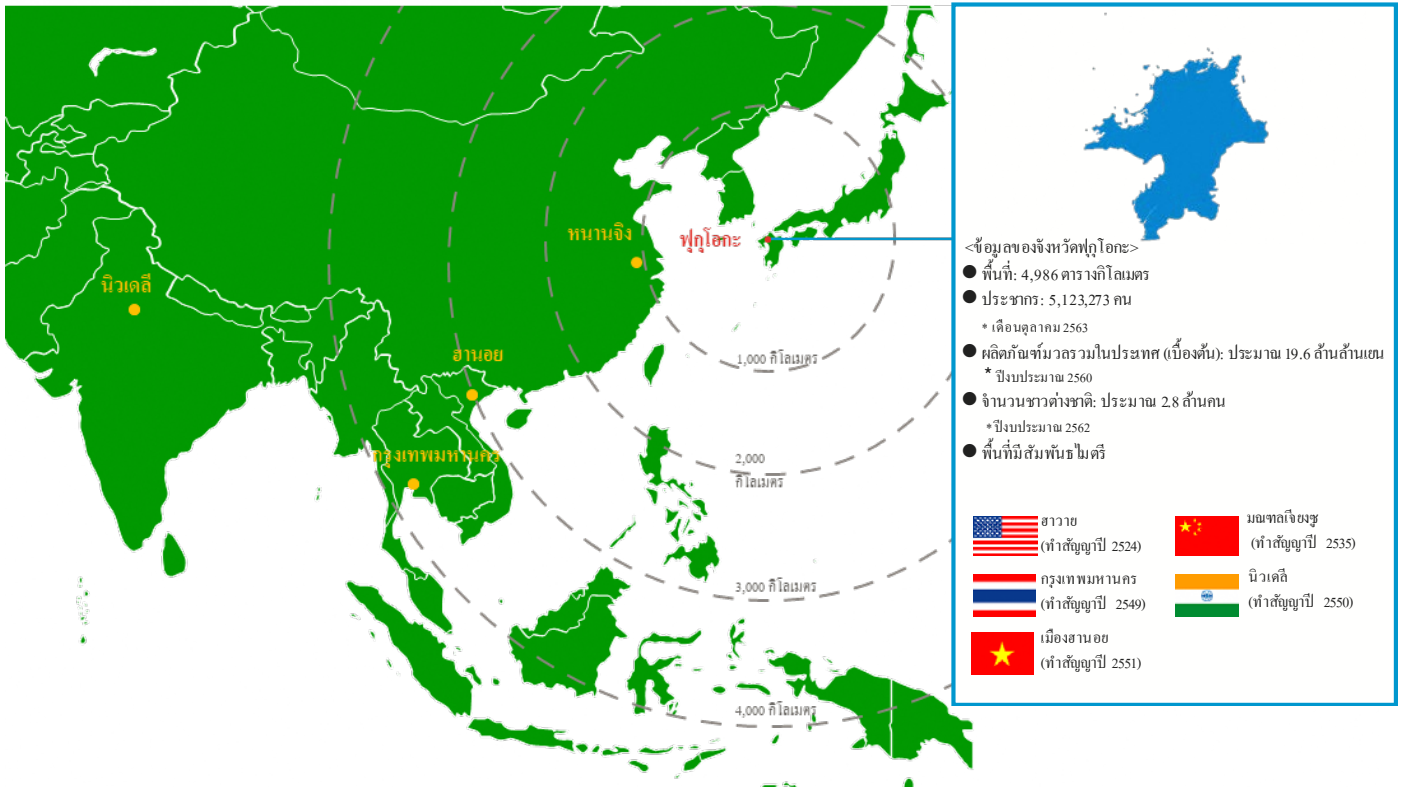 หนานจิง
ฟุกุโอกะ
นิวเดลี
ฮานอย
กรุงเทพมหานคร
1,000 กิโลเมตร
2,000
กิโลเมตร
3,000 กิโลเมตร
4,000 กิโลเมตร
<ข้อมูลของจังหวัดฟุกุโอกะ>
● พื้นที่: 4,986 ตารางกิโลเมตร
● ประชากร: 5,123,273 คน
* เดือนตุลาคม 2563
● ผลิตภัณฑ์มวลรวมในประเทศ (เบื้องต้น): ประมาณ 19.6 ล้านล้านเยน
* ปีงบประมาณ 2560
● จำนวนชาวต่างชาติ: ประมาณ 2.8 ล้านคน
* ปีงบประมาณ 2562
● พื้นที่มีสัมพันธไมตรี
ฮาวาย
(ทำสัญญาปี 2524)
มณฑลเจียงซู
(ทำสัญญาปี 2535)
กรุงเทพมหานคร
(ทำสัญญาปี 2549)
นิวเดลี
(ทำสัญญาปี 2550)
เมืองฮานอย
(ทำสัญญาปี 2551)